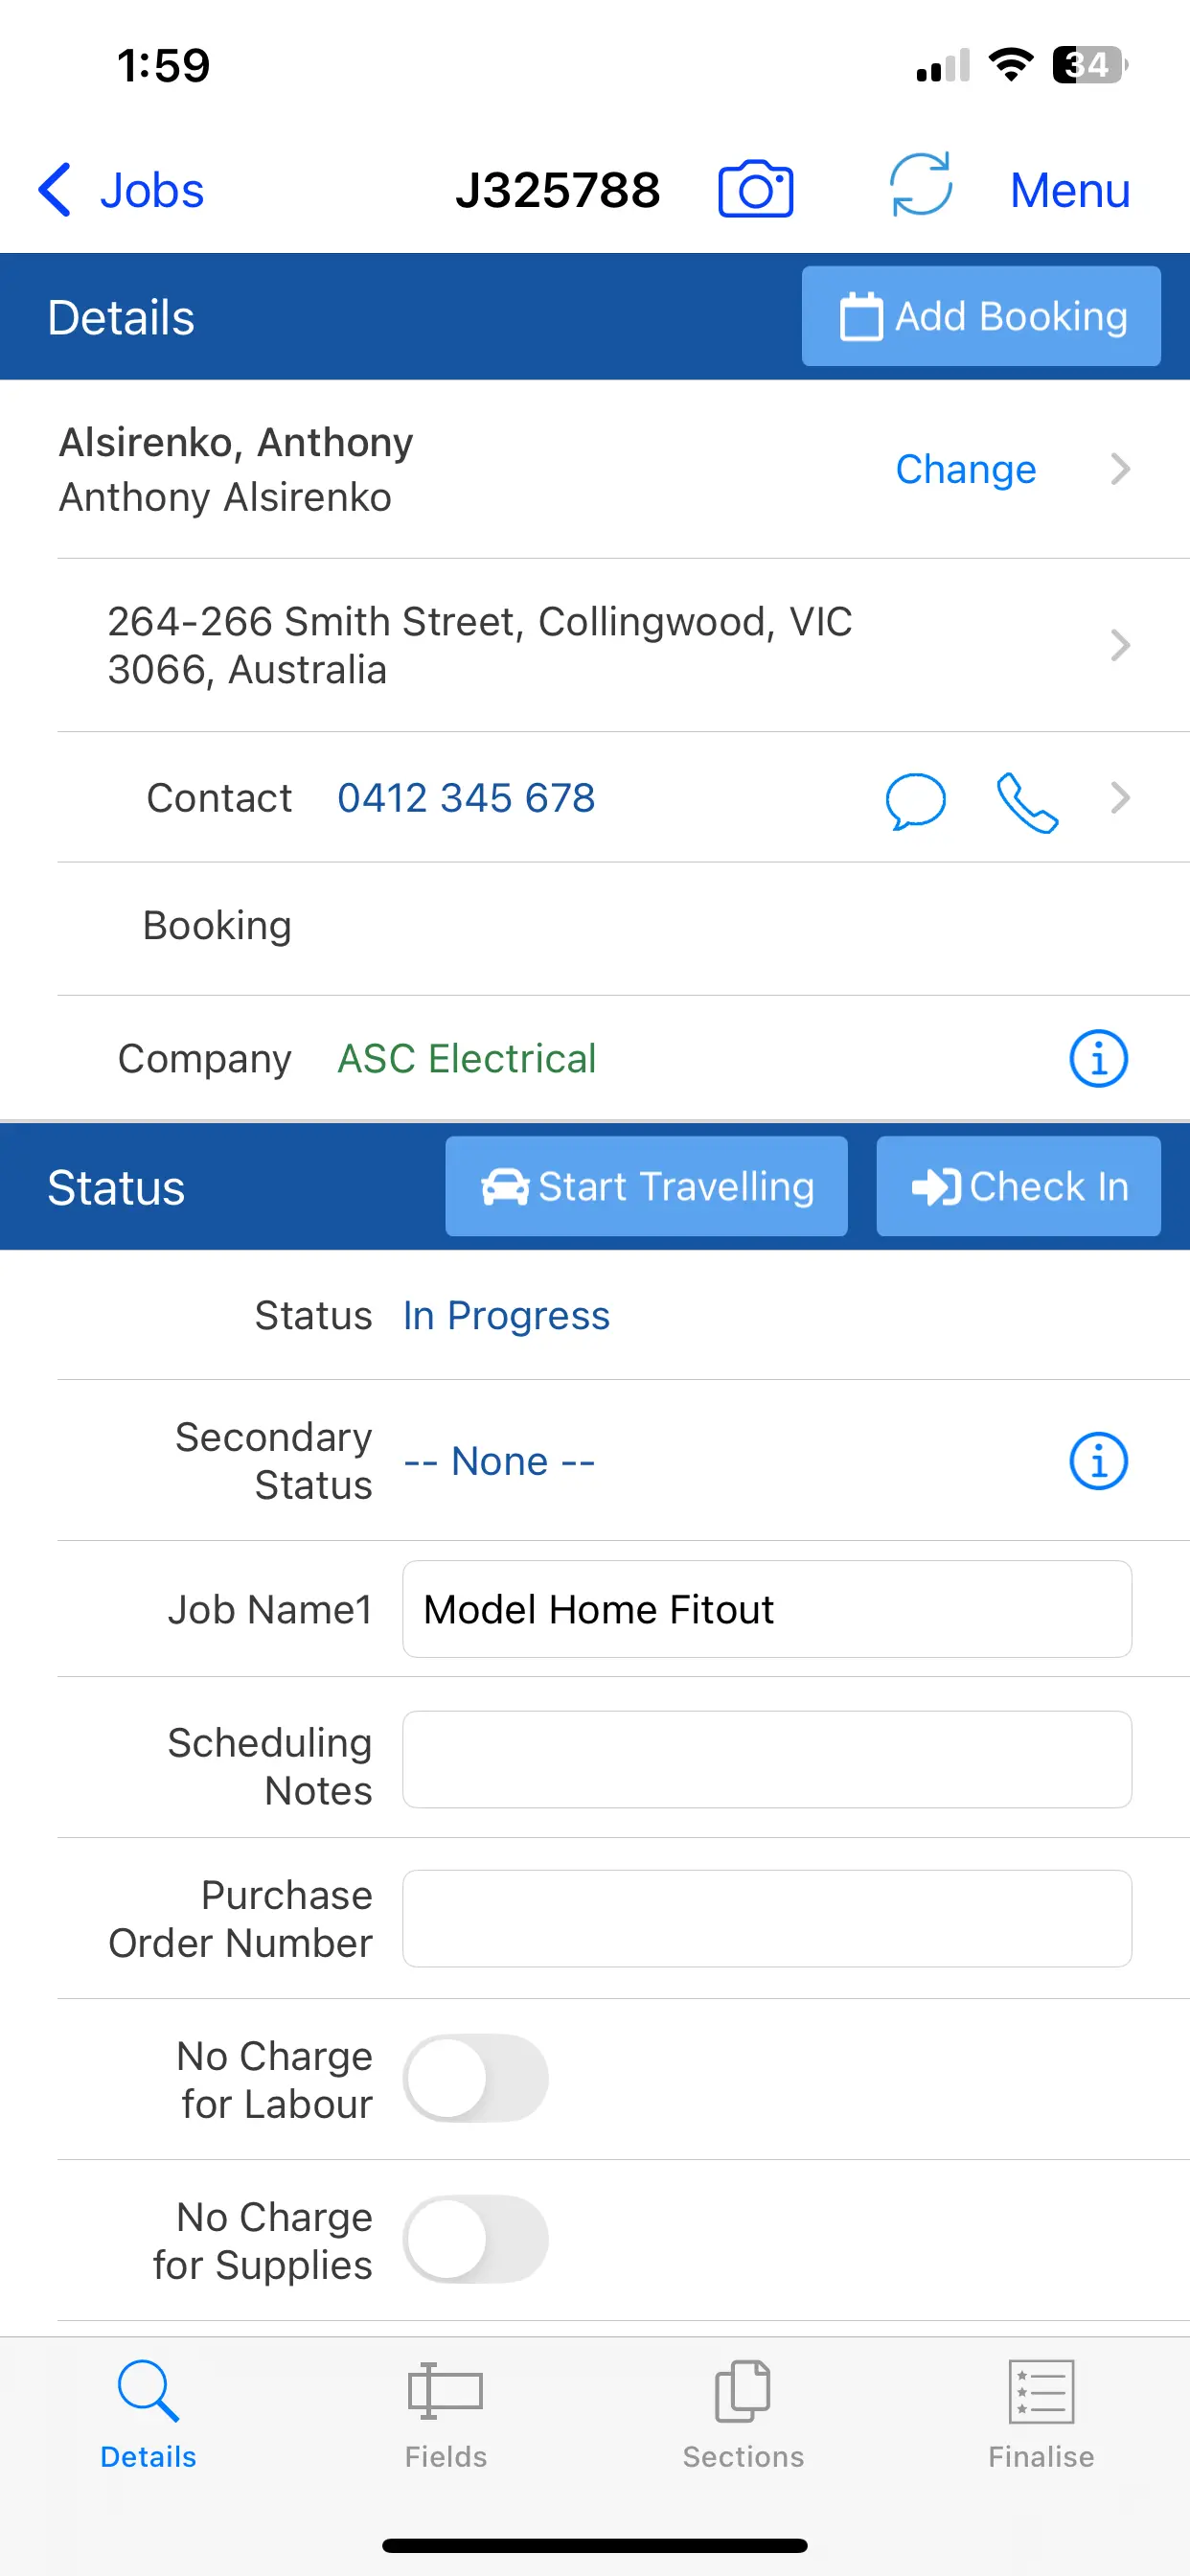 1:59
34
Jobs
J325788
Menu
Details
Add Booking
Alsirenko, Anthony
Anthony Alsirenko
Change
264-266 Smith Street, Collingwood, VIC
3066, Australia
Contact
0412 345 678
Booking
Company
ASC Electrical
Status
Start Travelling
Check In
Status
In Progress
Secondary
Status
-- None --
Job Name1
Model Home Fitout
Scheduling
Notes
Purchase
Order Number
No Charge
for Labour
No Charge
for Supplies
Details
Fields
Sections
Finalise